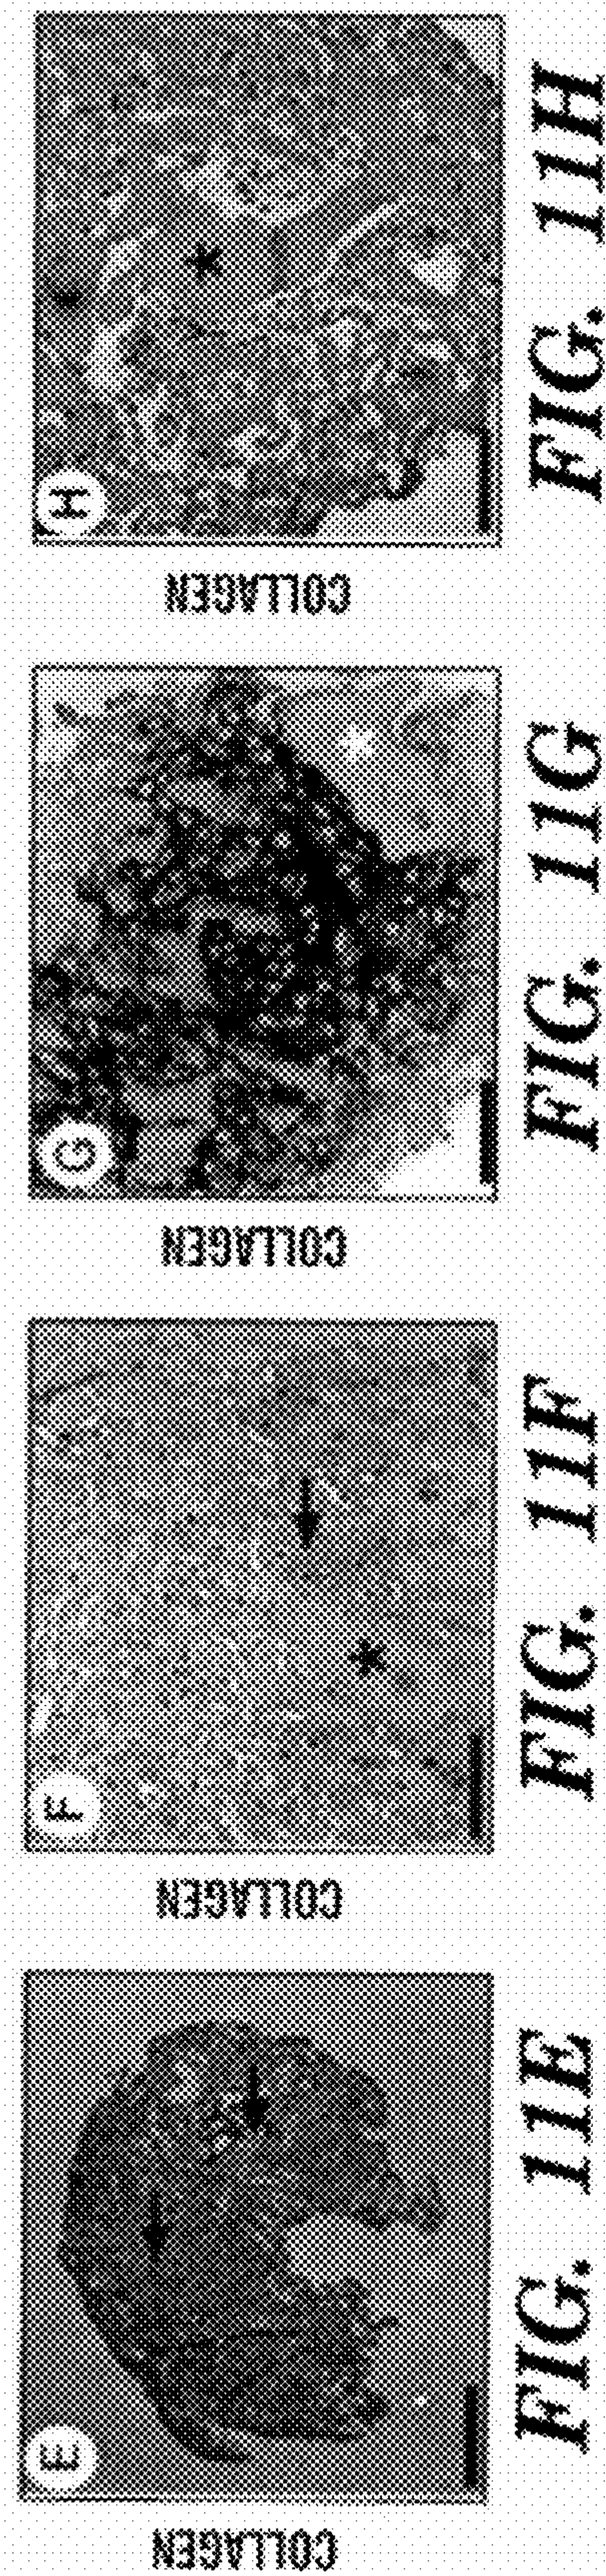 COLLAGEN
E
FIG. 11E
COLLAGEN
F
FIG. 11F
COLLAGEN
G
FIG. 11G
COLLAGEN
H
FIG. 11H